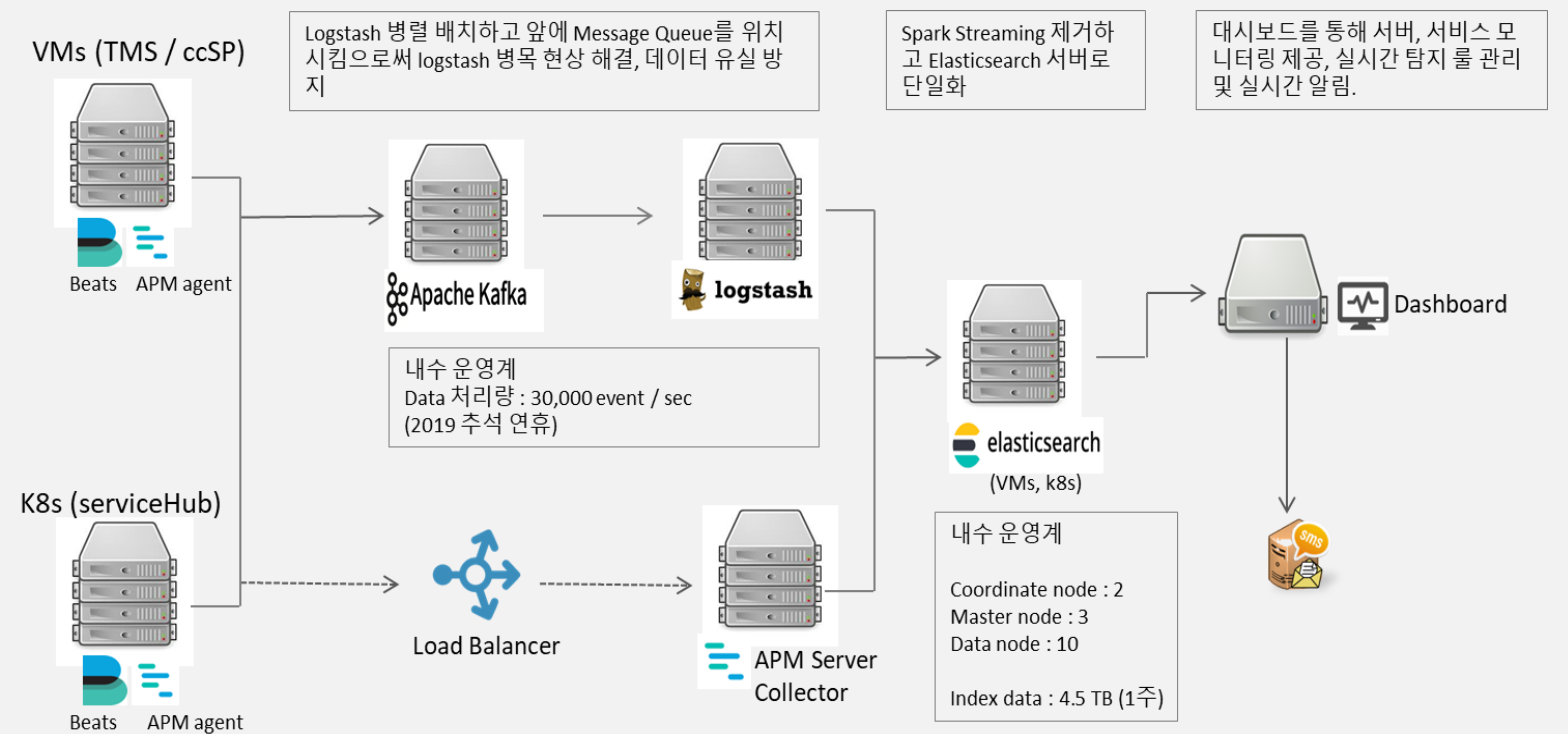 VMs (TMS / ccSP)
Logstash 병렬 배치하고 앞에 Message Queue를 위치
시킴으로써 logstash 병목 현상 해결, 데이터 유실 방
지
Spark Streaming 제거하
고 Elasticsearch 서버로
단일화
대시보드를 통해 서버, 서비스 모
니터링 제공, 실시간 탐지 룰 관리
및 실시간 알림.
Beats
APM agent
Apache Kafka
logstash
Dashboard
내수 운영계
Data 처리량 : 30,000 event / sec
(2019 추석 연휴)
elasticsearch
(VMs, k8s)
K8s (serviceHub)
sms
Load Balancer
APM Server
Collector
내수 운영계
Coordinate node : 2
Master node : 3
Data node : 10
Index data : 4.5 TB (1주)
Beats
APM agent